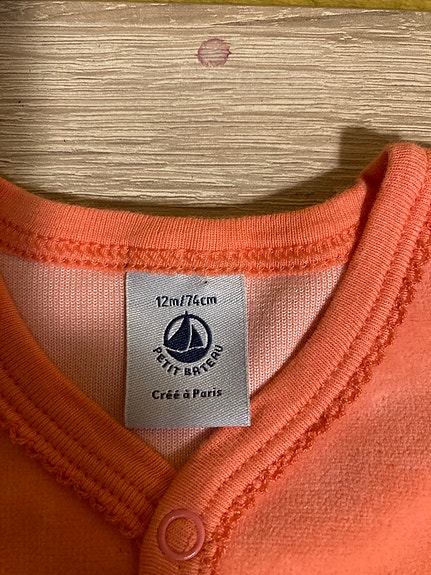 12m/74cm
PETIT BATEAU
Créé à Paris